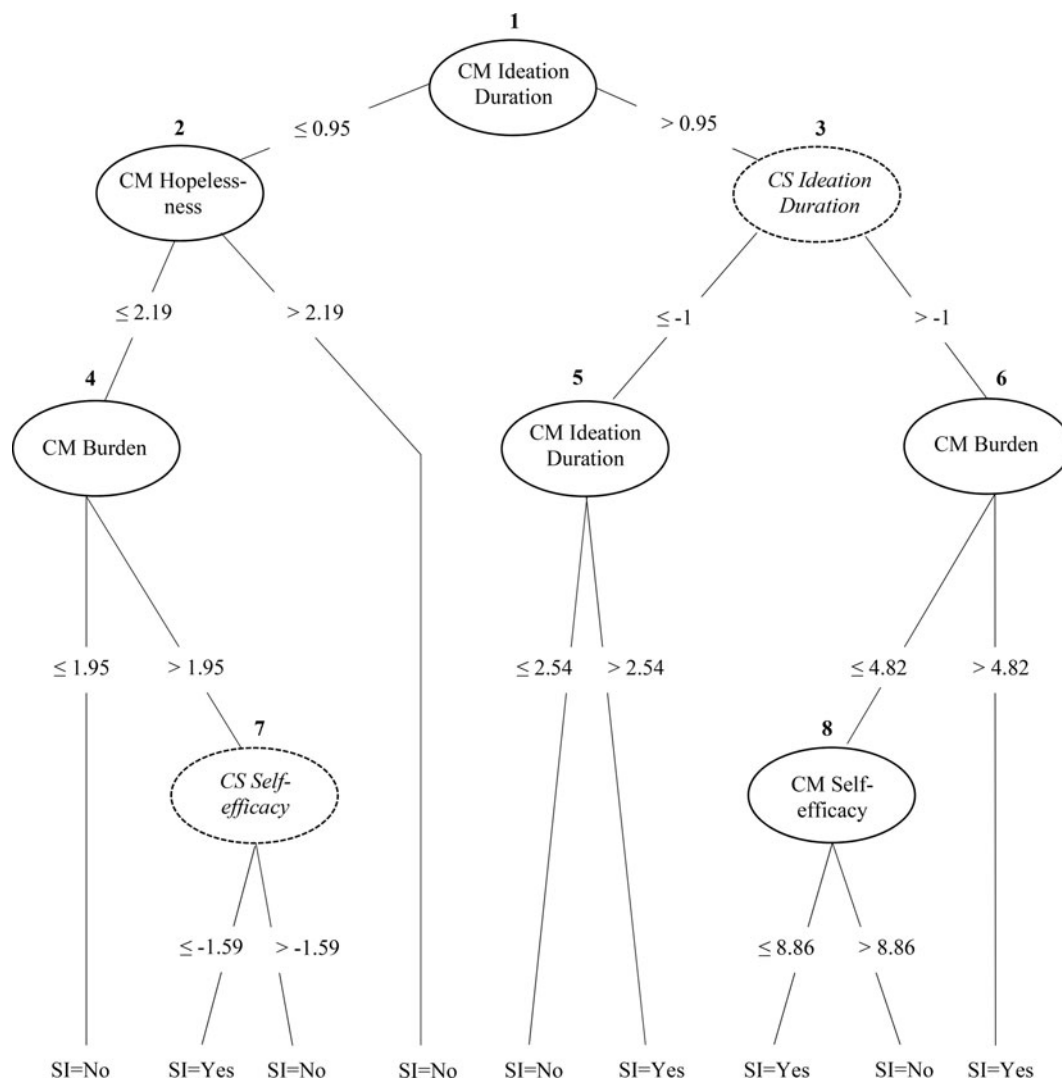 1
CM Ideation
Duration
≤ 0.95
> 0.95
2
3
CM Hopeless-
ness
CS Ideation
Duration
≤ 2.19
> 2.19
≤ -1
> -1
4
5
6
CM Burden
CM Ideation
Duration
CM Burden
≤ 1.95
> 1.95
≤ 2.54
> 2.54
≤ 4.82
> 4.82
7
8
CS Self-
efficacy
CM Self-
efficacy
≤ -1.59
> -1.59
≤ 8.86
> 8.86
SI=No
SI=Yes
SI=No
SI=No
SI=No
SI=Yes
SI=Yes
SI=No
SI=Yes